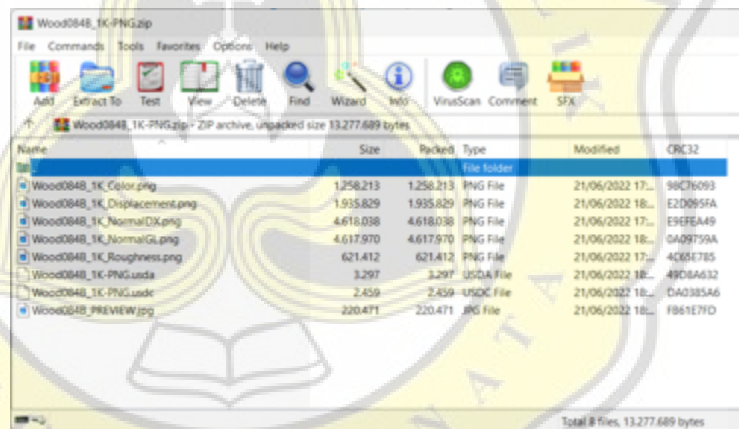 Wood084B_1K-PNG.zip
File Commands Tools Favorites Options Help
Add Extract To Test View Delete Find Wizard Info VirusScan Comment SFX
Wood084B_1K-PNG.zip - ZIP archive, unpacked size 13.277.689 bytes
Name Size Packed Type Modified CRC32
File folder
Wood084B_1K_Color.png 1.258.213 1.258.213 PNG File 21/06/2022 17:... 98C76093
Wood084B_1K_Displacement.png 1.935.829 1.935.829 PNG File 21/06/2022 18:... E2D095FA
Wood084B_1K_NormalDX.png 4.618.038 4.618.038 PNG File 21/06/2022 17:... E9EFEA49
Wood084B_1K_NormalGL.png 4.617.970 4.617.970 PNG File 21/06/2022 18:... 0A09759A
Wood084B_1K_Roughness.png 621.412 621.412 PNG File 21/06/2022 17:... 4C65E785
Wood084B_1K-PNG.usda 3.297 3.297 USDA File 21/06/2022 18:... 49D8A632
Wood084B_1K-PNG.usdc 2.459 2.459 USDC File 21/06/2022 18:... DA0385A6
Wood084B_PREVIEW.jpg 220.471 220.471 JPG File 21/06/2022 18:... FB61E7FD
Total 8 files, 13.277.689 bytes